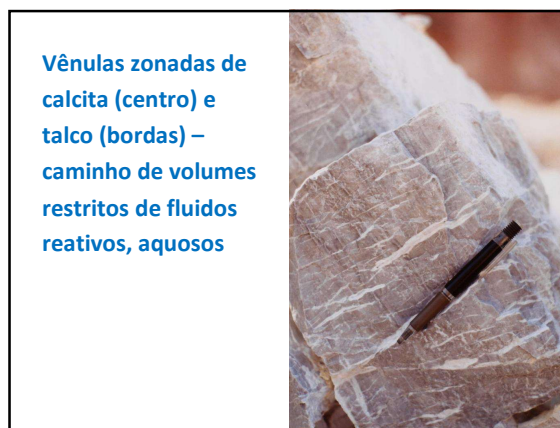 Vênulas zonadas de
calcita (centro) e
talco (bordas) –
caminho de volumes
restritos de fluidos
reativos, aquosos